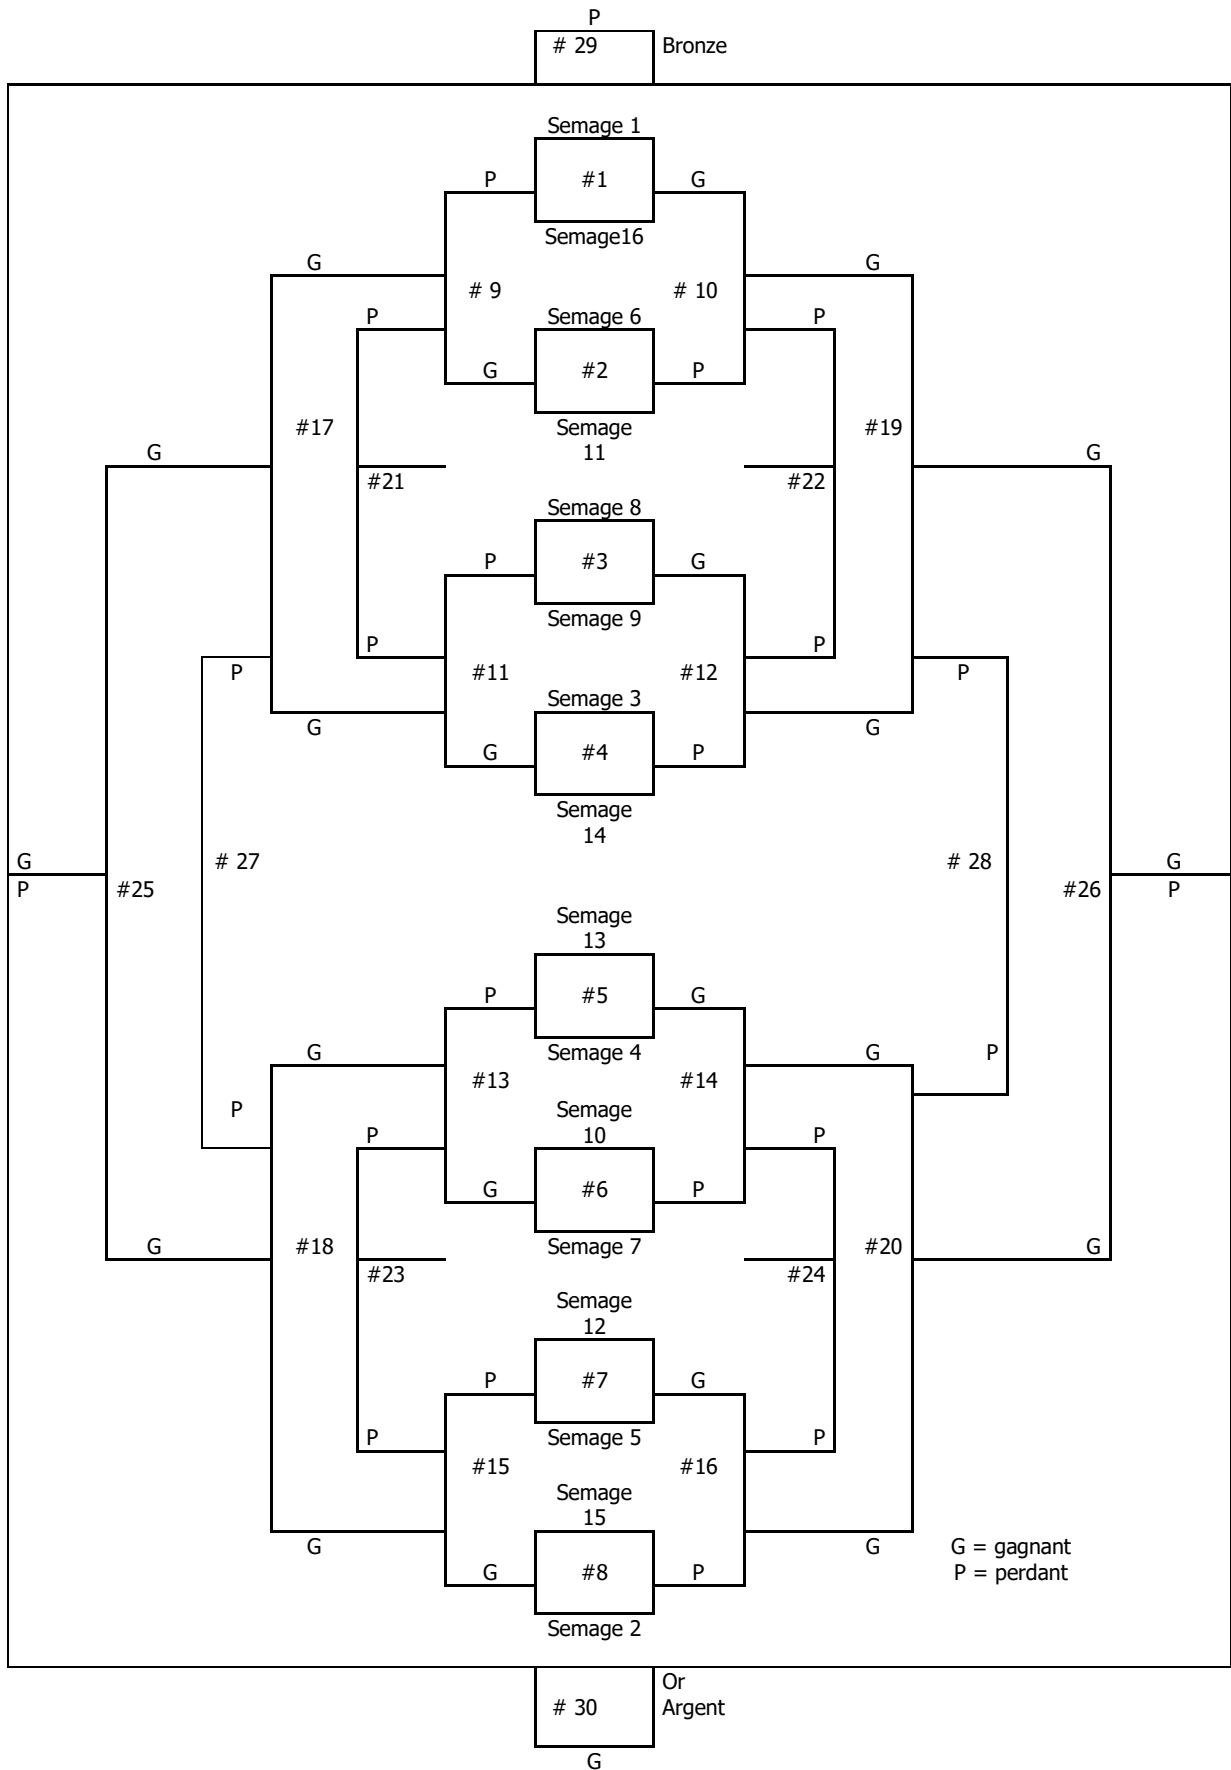 P
# 29 Bronze
Semage 1
P #1 G
Semage16
G G
# 9 # 10
P Semage 6 P
G #2 P
#17 Semage #19
G 11 G
#21 #22
Semage 8
P #3 G
Semage 9
P P
P #11 #12 P
Semage 3
G G
G #4 P
Semage
14
G # 27 # 28 G
P #25 #26 P
Semage
13
P #5 G
G Semage 4 G P
#13 #14
P Semage
P 10 P
G #6 P
G #18 Semage 7 #20 G
#23 #24
Semage
12
P #7 G
P Semage 5 P
#15 #16
Semage
15
G G G = gagnant
G #8 P P = perdant
Semage 2
Or
# 30 Argent
G